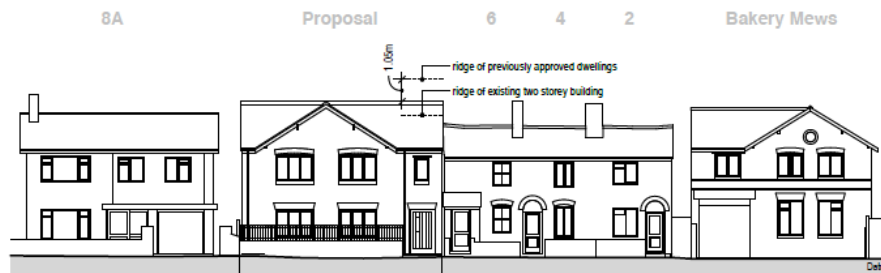 8A Proposal 6 4 2 Bakery Mews
1.05m
ridge of previously approved dwellings
ridge of existing two storey building